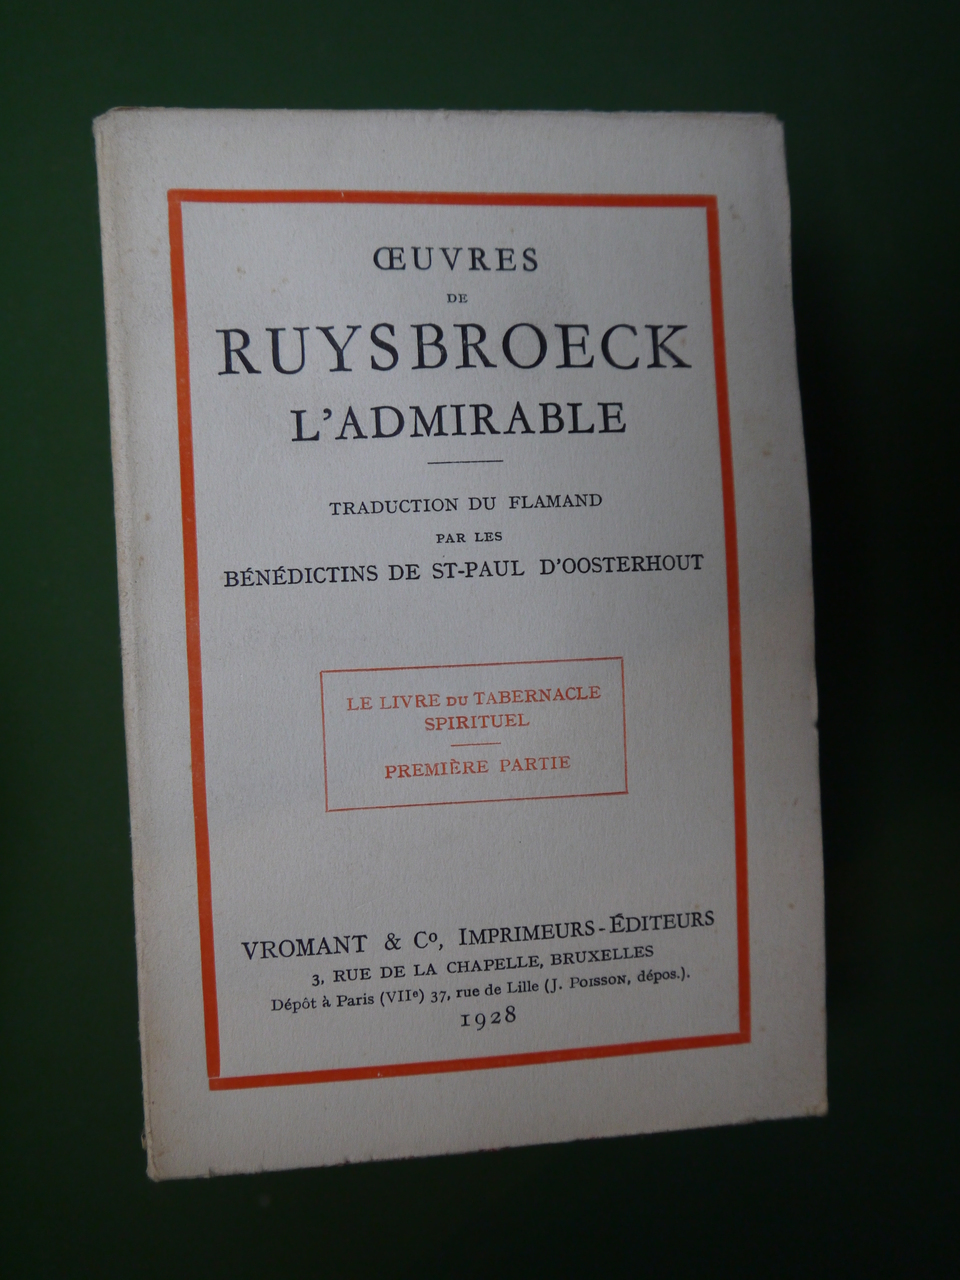 ŒUVRES
DE
RUYSBROECK
L'ADMIRABLE
TRADUCTION DU FLAMAND
PAR LES
BÉNÉDICTINS DE ST-PAUL D'OOSTERHOUT
LE LIVRE DU TABERNACLE
SPIRITUEL
PREMIÈRE PARTIE
VROMANT & Cº, IMPRIMEURS-ÉDITEURS
3, RUE DE LA CHAPELLE, BRUXELLES
Dépôt à Paris (VIIᵉ) 37, rue de Lille (J. POISSON, dépos.).
1928